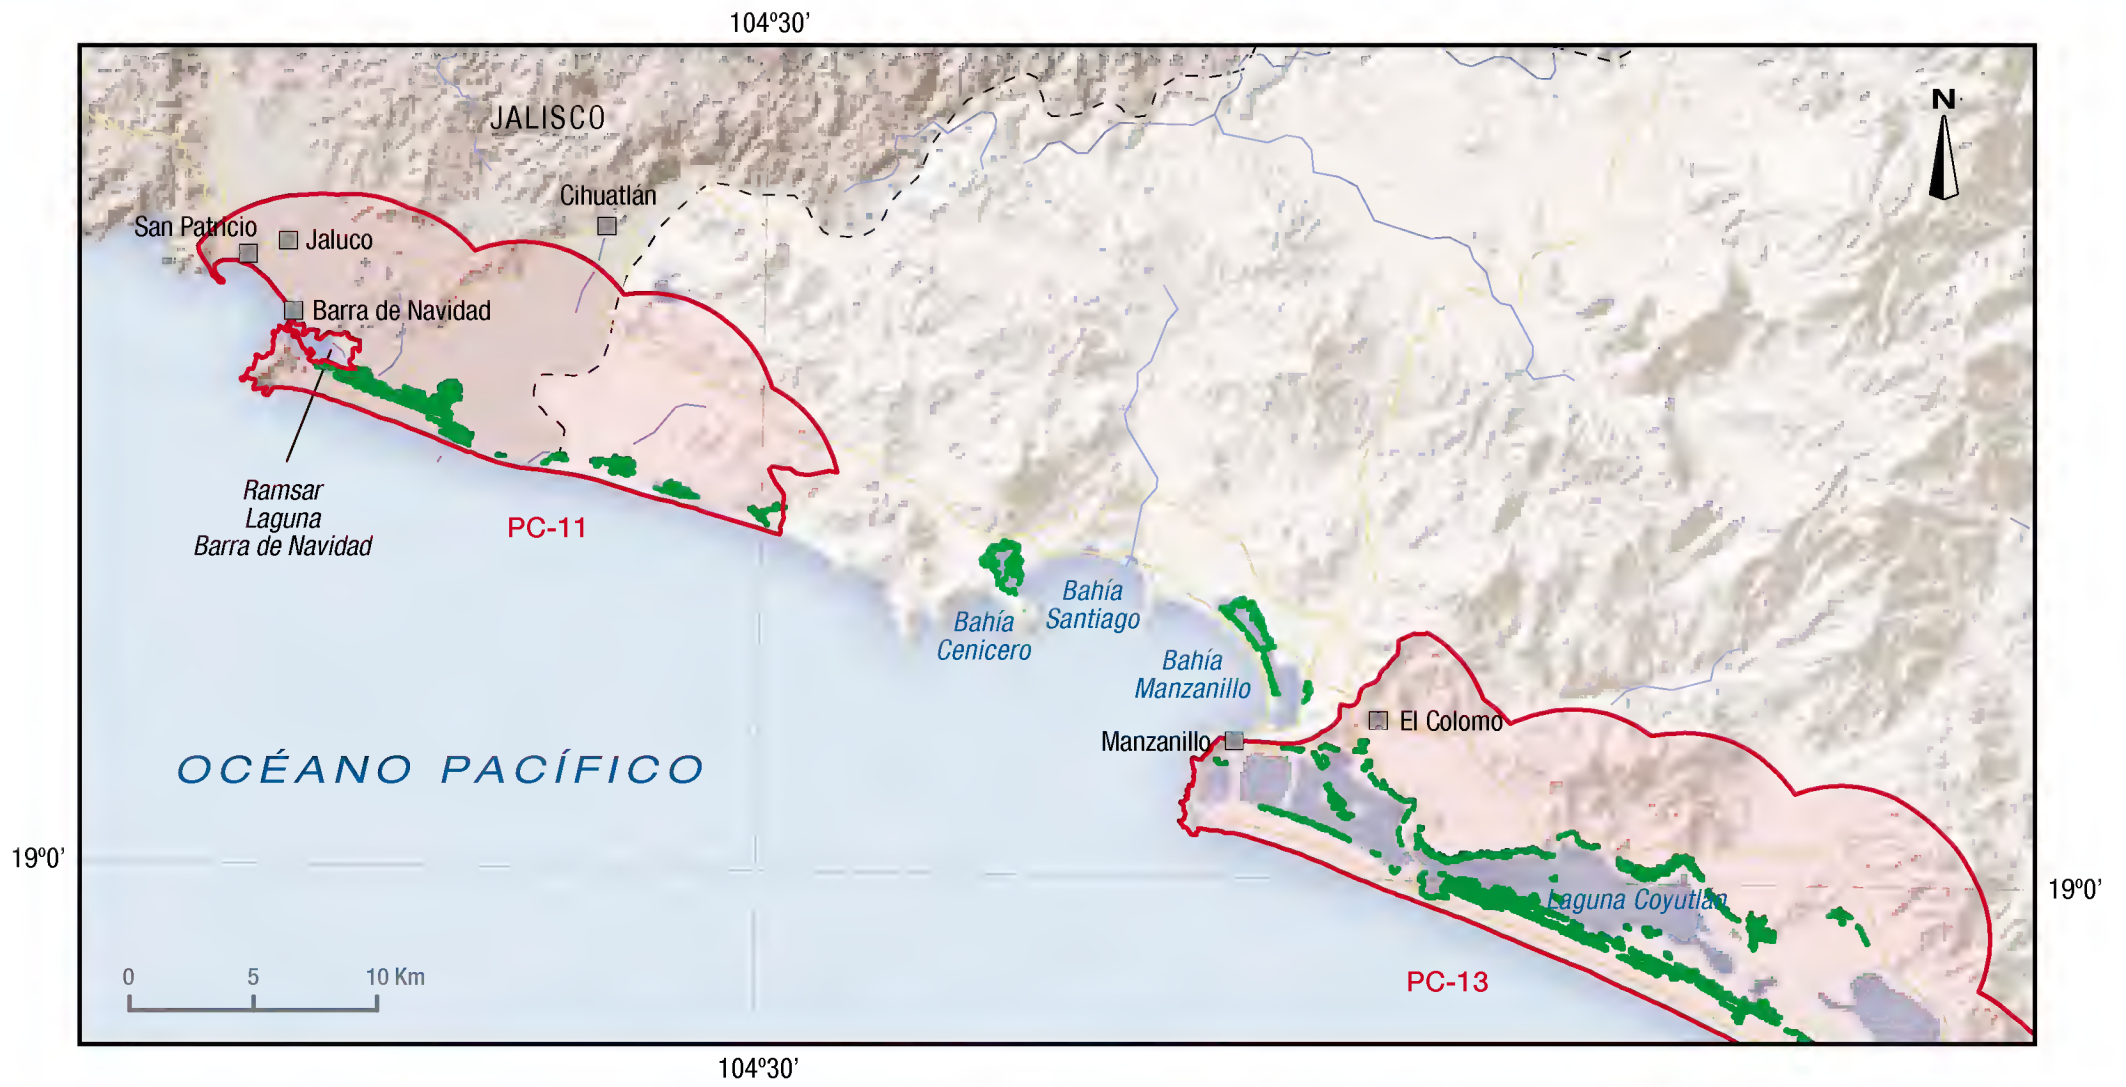 104º30'
JALISCO
N
Cihuatlán
San Patricio
Jaluco
Barra de Navidad
Ramsar
Laguna
Barra de Navidad
PC-11
Bahía
Santiago
Bahía
Cenicero
Bahía
Manzanillo
El Colomo
Manzanillo
OCÉANO PACÍFICO
19º0'
19º0'
Laguna Coyutlán
0 5 10 Km
PC-13
104º30'